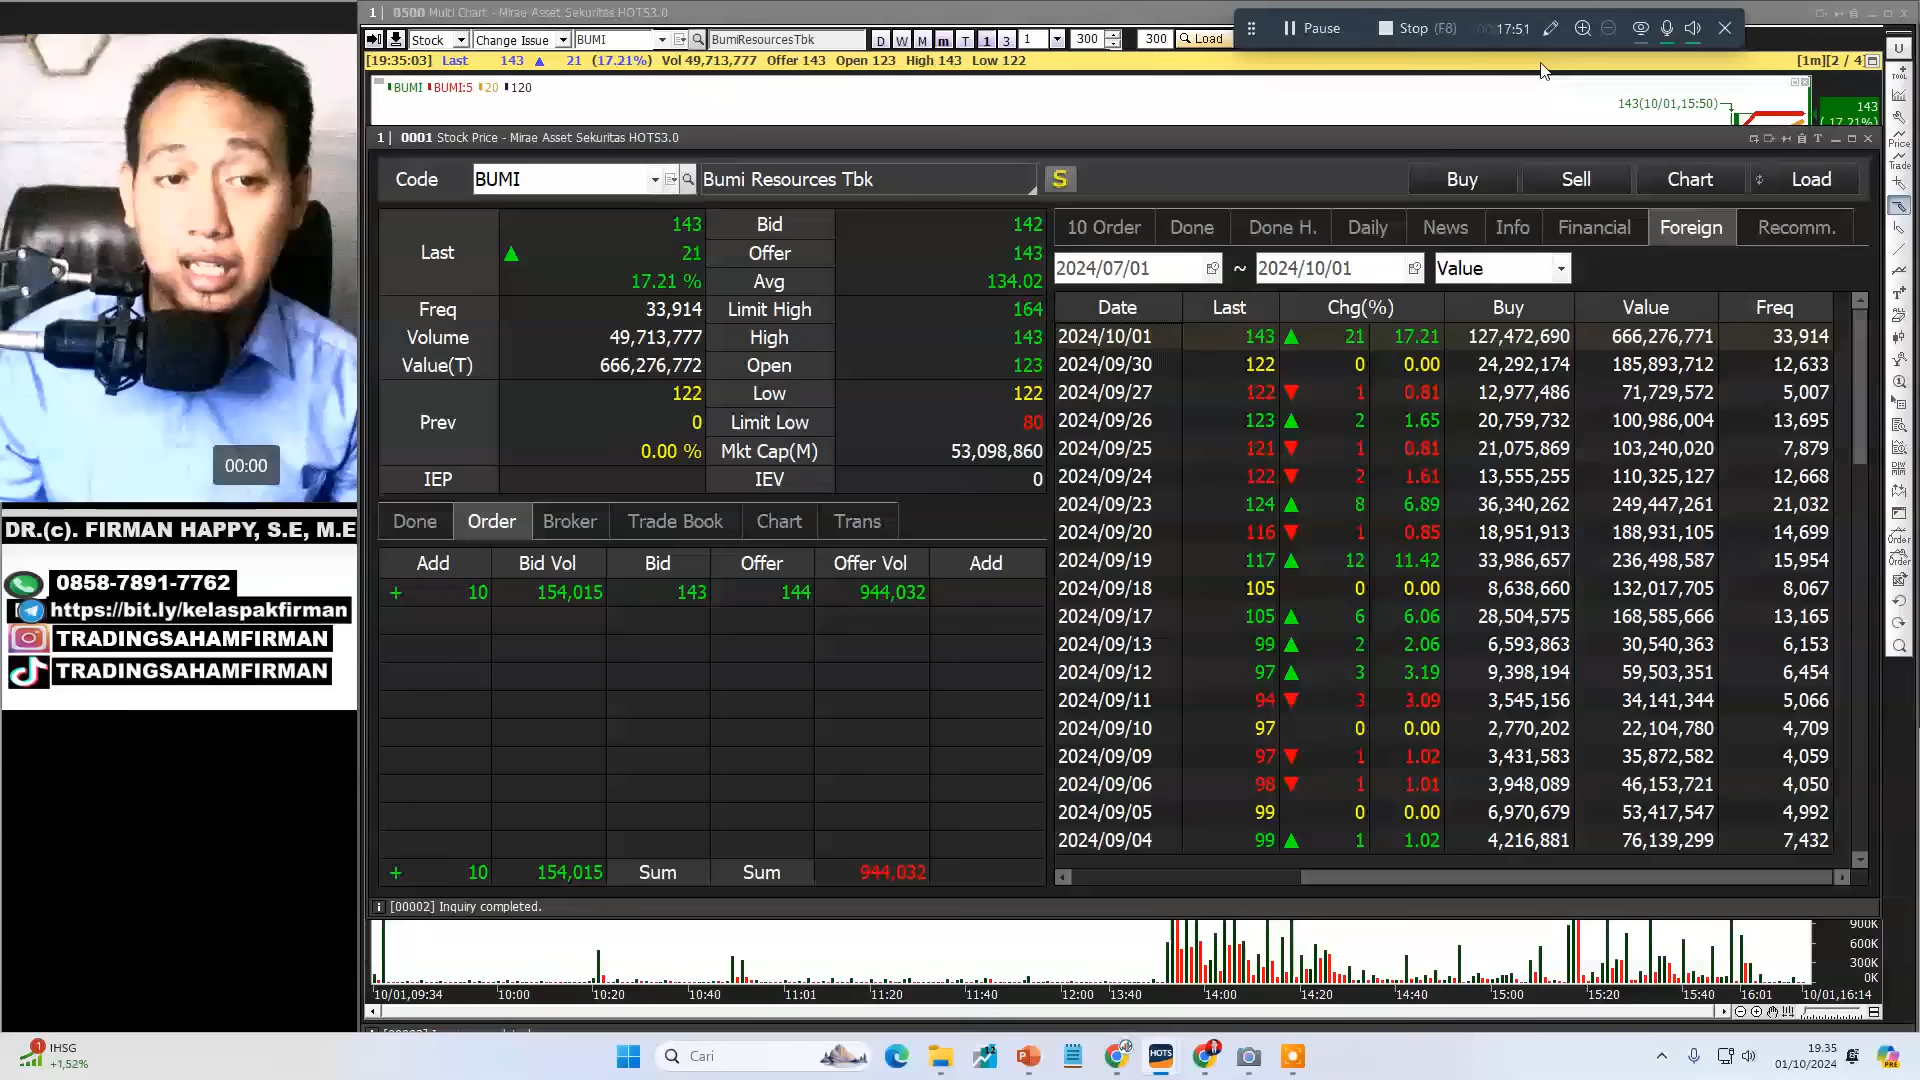 1 | 0500 Multi Chart - Mirae Asset Sekuritas HOTS3.0
Stock Change Issue BUMI BumiResourcesTbk D W M m T 1 3 1 300 300 Load
Pause Stop (F8) 00:17:51
[19:35:03] Last 143 ▲ 21 (17.21%) Vol 49,713,777 Offer 143 Open 123 High 143 Low 122 [1m][2 / 4]
BUMI BUMI:5 20 120
143(10/01,15:50)
143
( 17.21%)
1 | 0001 Stock Price - Mirae Asset Sekuritas HOTS3.0
Code BUMI Bumi Resources Tbk S Buy Sell Chart Load
Last 143 ▲ 21 17.21 %
Bid 142
Offer 143
Avg 134.02
Freq 33,914 Limit High 164
Volume 49,713,777 High 143
Value(T) 666,276,772 Open 123
Prev 122 0 0.00 %
Low 122
Limit Low 80
Mkt Cap(M) 53,098,860
IEP IEV 0
Done Order Broker Trade Book Chart Trans
Add Bid Vol Bid Offer Offer Vol Add
+ 10 154,015 143 144 944,032
+ 10 154,015 Sum Sum 944,032
10 Order Done Done H. Daily News Info Financial Foreign Recomm.
2024/07/01 ~ 2024/10/01 Value
Date Last Chg(%) Buy Value Freq
2024/10/01 143 ▲ 21 17.21 127,472,690 666,276,771 33,914
2024/09/30 122 0 0.00 24,292,174 185,893,712 12,633
2024/09/27 122 ▼ 1 0.81 12,977,486 71,729,572 5,007
2024/09/26 123 ▲ 2 1.65 20,759,732 100,986,004 13,695
2024/09/25 121 ▼ 1 0.81 21,075,869 103,240,020 7,879
2024/09/24 122 ▼ 2 1.61 13,555,255 110,325,127 12,668
2024/09/23 124 ▲ 8 6.89 36,340,262 249,447,261 21,032
2024/09/20 116 ▼ 1 0.85 18,951,913 188,931,105 14,699
2024/09/19 117 ▲ 12 11.42 33,986,657 236,498,587 15,954
2024/09/18 105 0 0.00 8,638,660 132,017,705 8,067
2024/09/17 105 ▲ 6 6.06 28,504,575 168,585,666 13,165
2024/09/13 99 ▲ 2 2.06 6,593,863 30,540,363 6,153
2024/09/12 97 ▲ 3 3.19 9,398,194 59,503,351 6,454
2024/09/11 94 ▼ 3 3.09 3,545,156 34,141,344 5,066
2024/09/10 97 0 0.00 2,770,202 22,104,780 4,709
2024/09/09 97 ▼ 1 1.02 3,431,583 35,872,582 4,059
2024/09/06 98 ▼ 1 1.01 3,948,089 46,153,721 4,050
2024/09/05 99 0 0.00 6,970,679 53,417,547 4,992
2024/09/04 99 ▲ 1 1.02 4,216,881 76,139,299 7,432
[00002] Inquiry completed.
900K
600K
300K
0K
10/01,09:34 10:00 10:20 10:40 11:01 11:20 11:40 12:00 13:40 14:00 14:20 14:40 15:00 15:20 15:40 16:01 10/01,16:14
U
TOOL
Price
Trade
Order
Order
00:00
DR.(c). FIRMAN HAPPY, S.E, M.E
0858-7891-7762
https://bit.ly/kelaspakfirman
TRADINGSAHAMFIRMAN
TRADINGSAHAMFIRMAN
1
IHSG
+1,52%
Cari
HOTS
19.35
01/10/2024
PRE